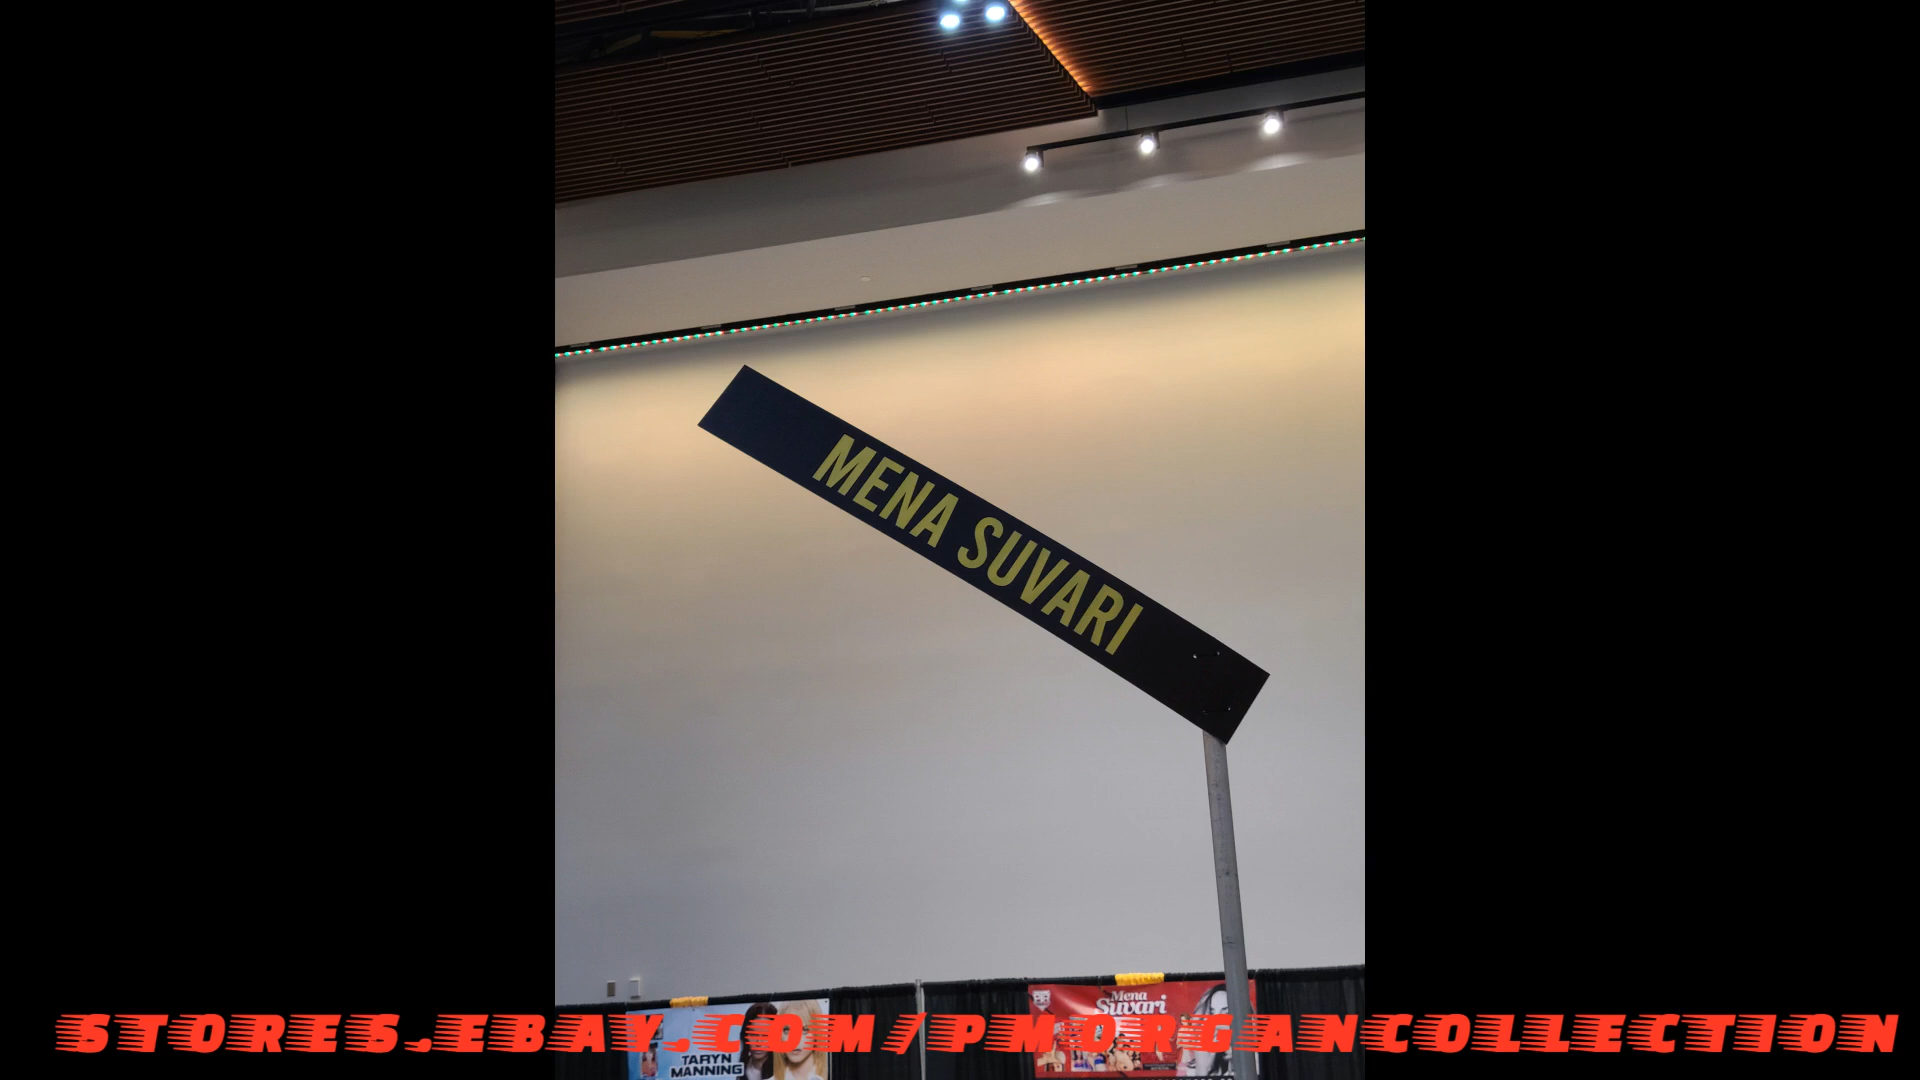 MENA SUVARI
Mena
Suvari
TARYN
MANNING
STORES.EBAY.COM/PMORGANCOLLECTION